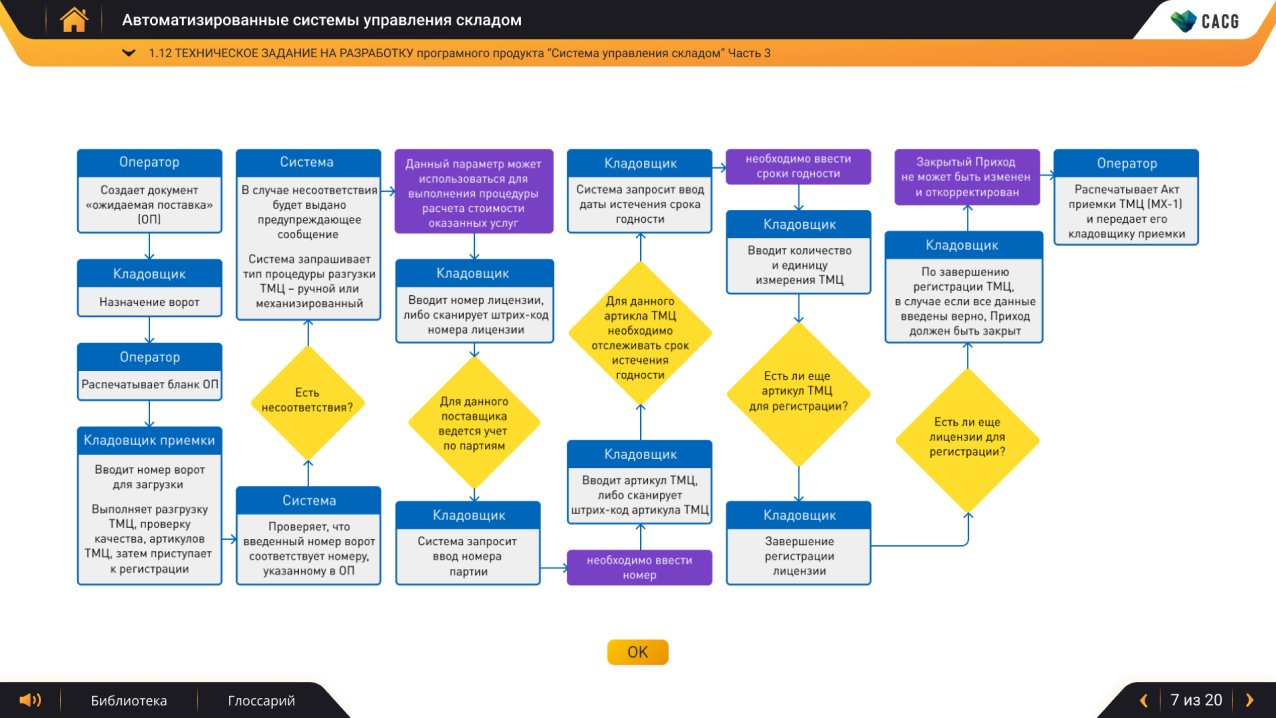 Автоматизированные системы управления складом
CACG
1.12 ТЕХНИЧЕСКОЕ ЗАДАНИЕ НА РАЗРАБОТКУ програмного продукта "Система управления складом" Часть 3
Оператор
Создает документ
«ожидаемая поставка»
(ОП)
Кладовщик
Назначение ворот
Оператор
Распечатывает бланк ОП
Кладовщик приемки
Вводит номер ворот
для загрузки
Выполняет разгрузку
ТМЦ, проверку
качества, артикулов
ТМЦ, затем приступает
к регистрации
Система
Проверяет, что
введенный номер ворот
соответствует номеру,
указанному в ОП
Есть
несоответствия?
Система
В случае несоответствия
будет выдано
предупреждающее
сообщение
Система запрашивает
тип процедуры разгузки
ТМЦ – ручной или
механизированный
Данный параметр может
использоваться для
выполнения процедуры
расчета стоимости
оказанных услуг
Кладовщик
Вводит номер лицензии,
либо сканирует штрих-код
номера лицензии
Для данного
поставщика
ведется учет
по партиям
Кладовщик
Система запросит
ввод номера
партии
необходимо ввести
номер
Кладовщик
Вводит артикул ТМЦ,
либо сканирует
штрих-код артикула ТМЦ
Для данного
артикла ТМЦ
необходимо
отслеживать срок
истечения
годности
Кладовщик
Система запросит ввод
даты истечения срока
годности
необходимо ввести
сроки годности
Кладовщик
Вводит количество
и единицу
измерения ТМЦ
Есть ли еще
артикул ТМЦ
для регистрации?
Кладовщик
Завершение
регистрации
лицензии
Есть ли еще
лицензии для
регистрации?
Кладовщик
По завершению
регистрации ТМЦ,
в случае если все данные
введены верно, Приход
должен быть закрыт
Закрытый Приход
не может быть изменен
и откорректирован
Оператор
Распечатывает Акт
приемки ТМЦ (МХ-1)
и передает его
кладовщику приемки
OK
Библиотека
Глоссарий
7 из 20